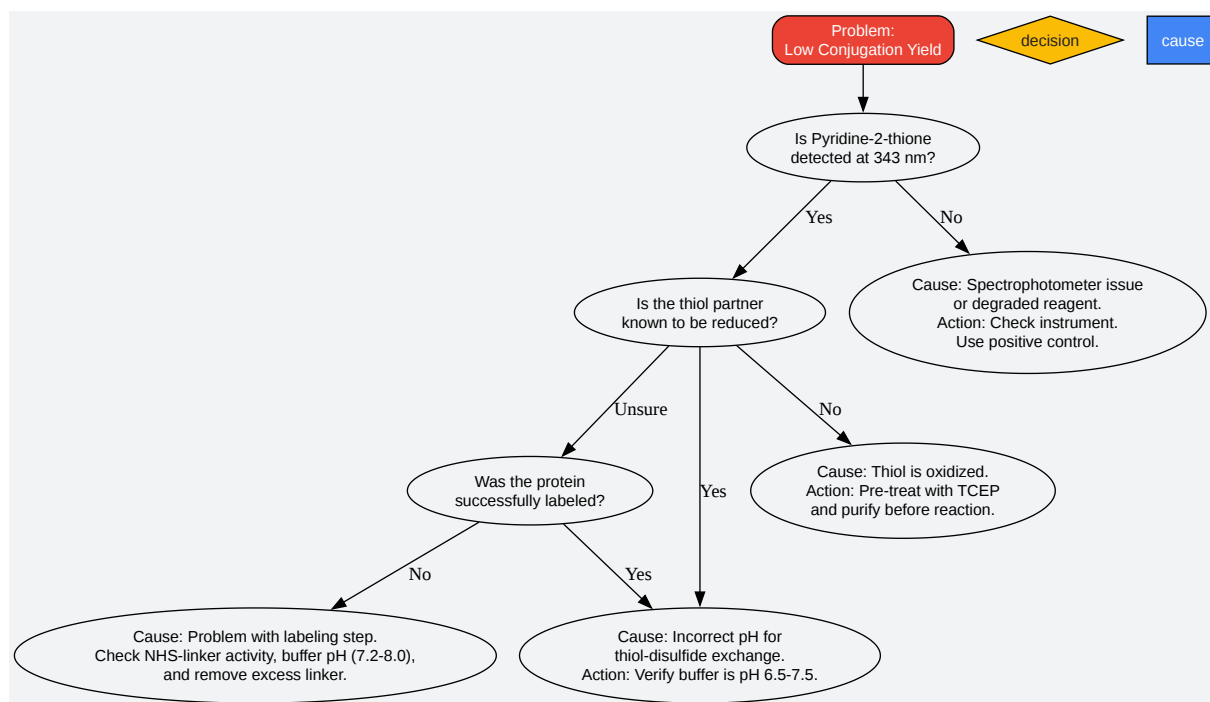 Problem:
Low Conjugation Yield
decision
cause
Is Pyridine-2-thione
detected at 343 nm?
Yes
No
Cause: Spectrophotometer issue
or degraded reagent.
Action: Check instrument.
Use positive control.
Is the thiol partner
known to be reduced?
Unsure
Yes
No
Cause: Thiol is oxidized.
Action: Pre-treat with TCEP
and purify before reaction.
Was the protein
successfully labeled?
No
Yes
Cause: Problem with labeling step.
Check NHS-linker activity, buffer pH (7.2-8.0),
and remove excess linker.
Cause: Incorrect pH for
thiol-disulfide exchange.
Action: Verify buffer is pH 6.5-7.5.